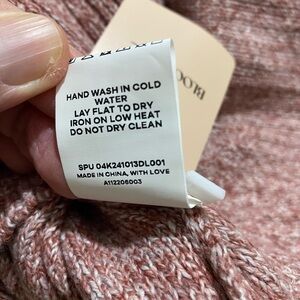 HAND WASH IN COLD
WATER
LAY FLAT TO DRY
IRON ON LOW HEAT
DO NOT DRY CLEAN
SPU 04K241013DL001
MADE IN CHINA, WITH LOVE
A112206003